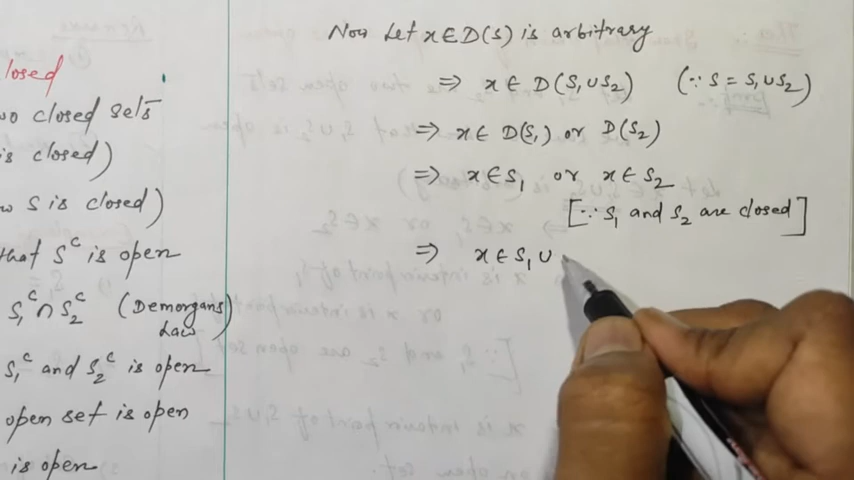 losed
wo closed sets
is closed)
w S is closed)
that Sᶜ is open
S₁ᶜ ∩ S₂ᶜ (Demorgans
Law)
S₁ᶜ and S₂ᶜ is open
open set is open
is open
Now Let x∈D(S) is arbitrary
⇒ x ∈ D(S₁∪S₂) (∵ S = S₁∪S₂)
⇒ x ∈ D(S₁) or D(S₂)
⇒ x∈S₁ or x∈S₂
[∵ S₁ and S₂ are closed]
⇒ x∈S₁∪